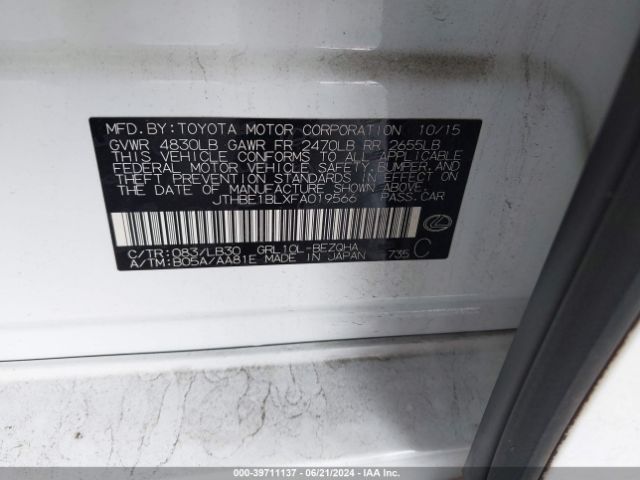 MFD. BY: TOYOTA MOTOR CORPORATION 10/15
GVWR 4830LB GAWR FR 2470LB RR 2655LB
THIS VEHICLE CONFORMS TO ALL APPLICABLE
FEDERAL MOTOR VEHICLE SAFETY, BUMPER, AND
THEFT PREVENTION STANDARDS IN EFFECT ON
THE DATE OF MANUFACTURE SHOWN ABOVE.
JTHBE1BLXFA019566 PASS.CAR
C/TR: 083/LB30 GRL10L-BEZQHA
A/TM: B05A/AA81E MADE IN JAPAN 735 C
000-39711137 - 06/21/2024 - IAA Inc.